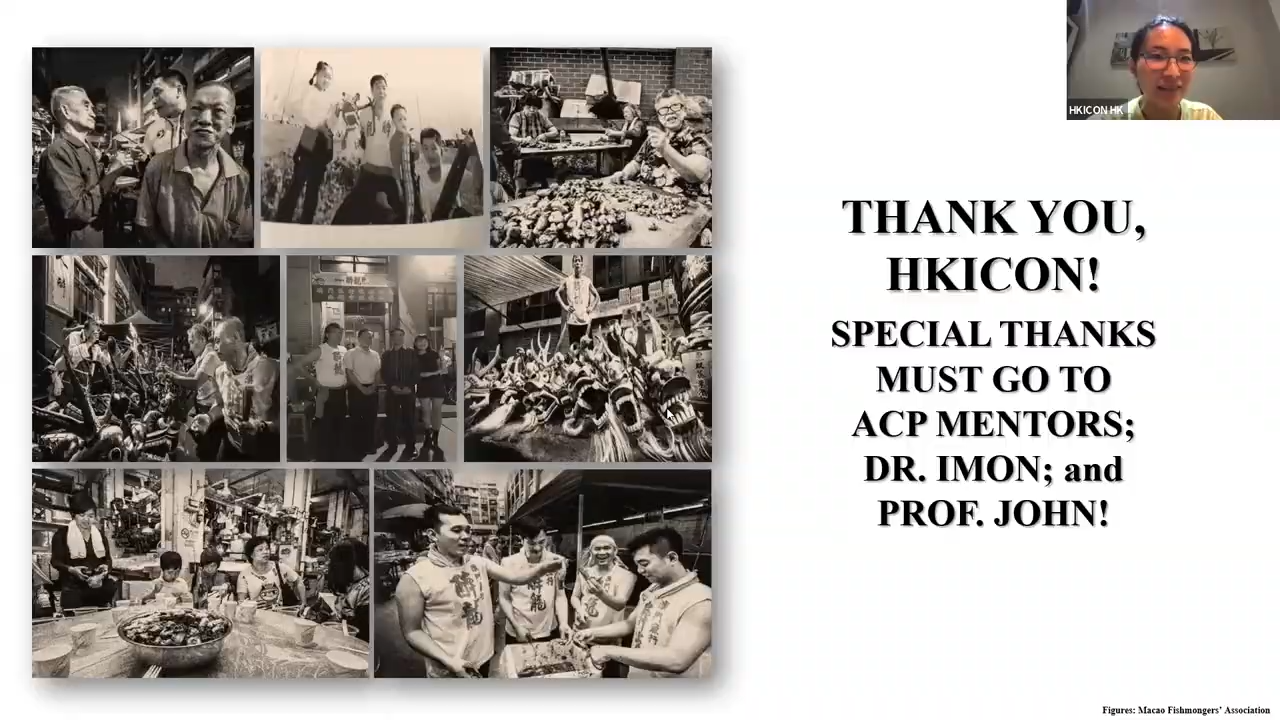 HKICON HK
THANK YOU,
HKICON!
SPECIAL THANKS
MUST GO TO
ACP MENTORS;
DR. IMON; and
PROF. JOHN!
Figures: Macao Fishmongers' Association